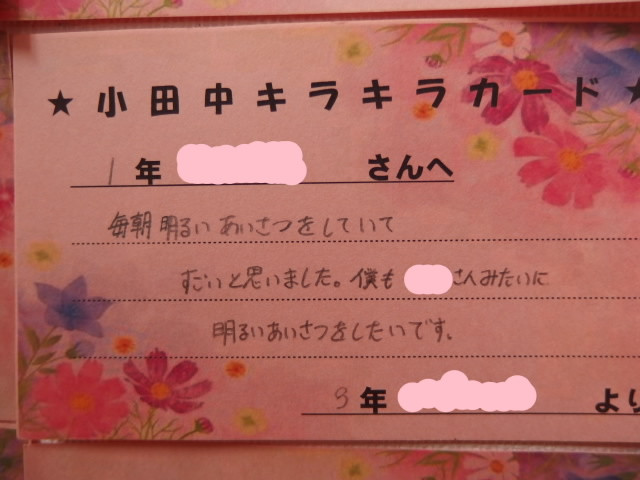 ★小田中キラキラカード★
1年 さんへ
毎朝明るいあいさつをしていて
すごいと思いました。僕も さんみたいに
明るいあいさつをしたいです。
3年 より